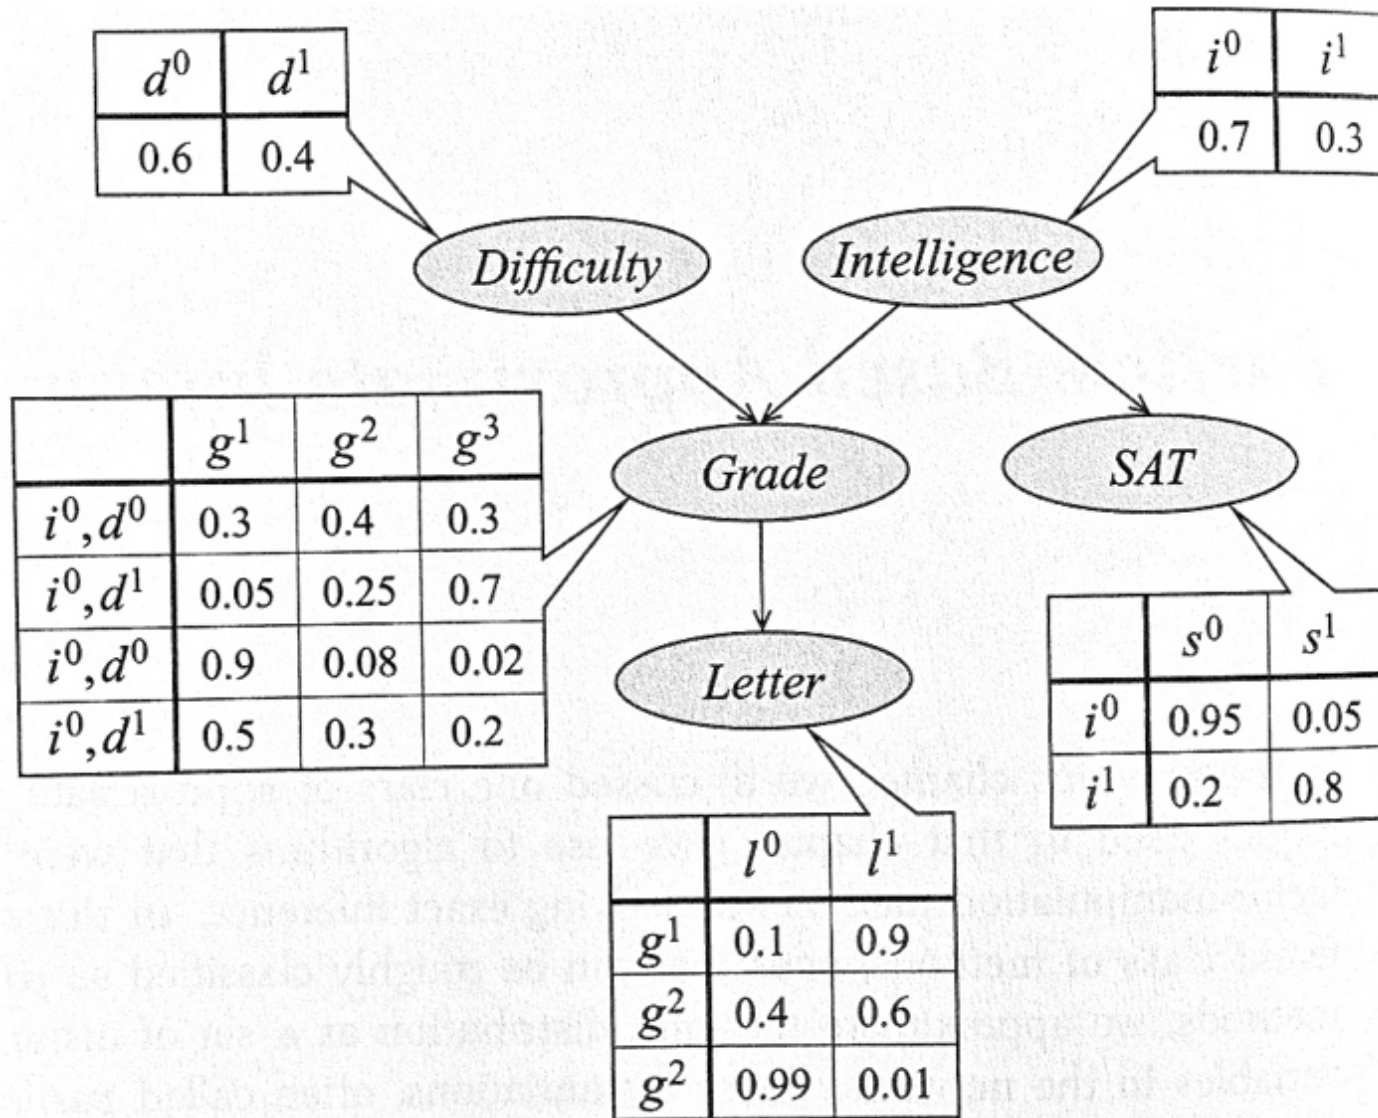 d⁰ d¹
0.6 0.4
i⁰ i¹
0.7 0.3
Difficulty
Intelligence
g¹ g² g³
i⁰,d⁰ 0.3 0.4 0.3
i⁰,d¹ 0.05 0.25 0.7
i⁰,d⁰ 0.9 0.08 0.02
i⁰,d¹ 0.5 0.3 0.2
Grade
SAT
Letter
s⁰ s¹
i⁰ 0.95 0.05
i¹ 0.2 0.8
l⁰ l¹
g¹ 0.1 0.9
g² 0.4 0.6
g² 0.99 0.01